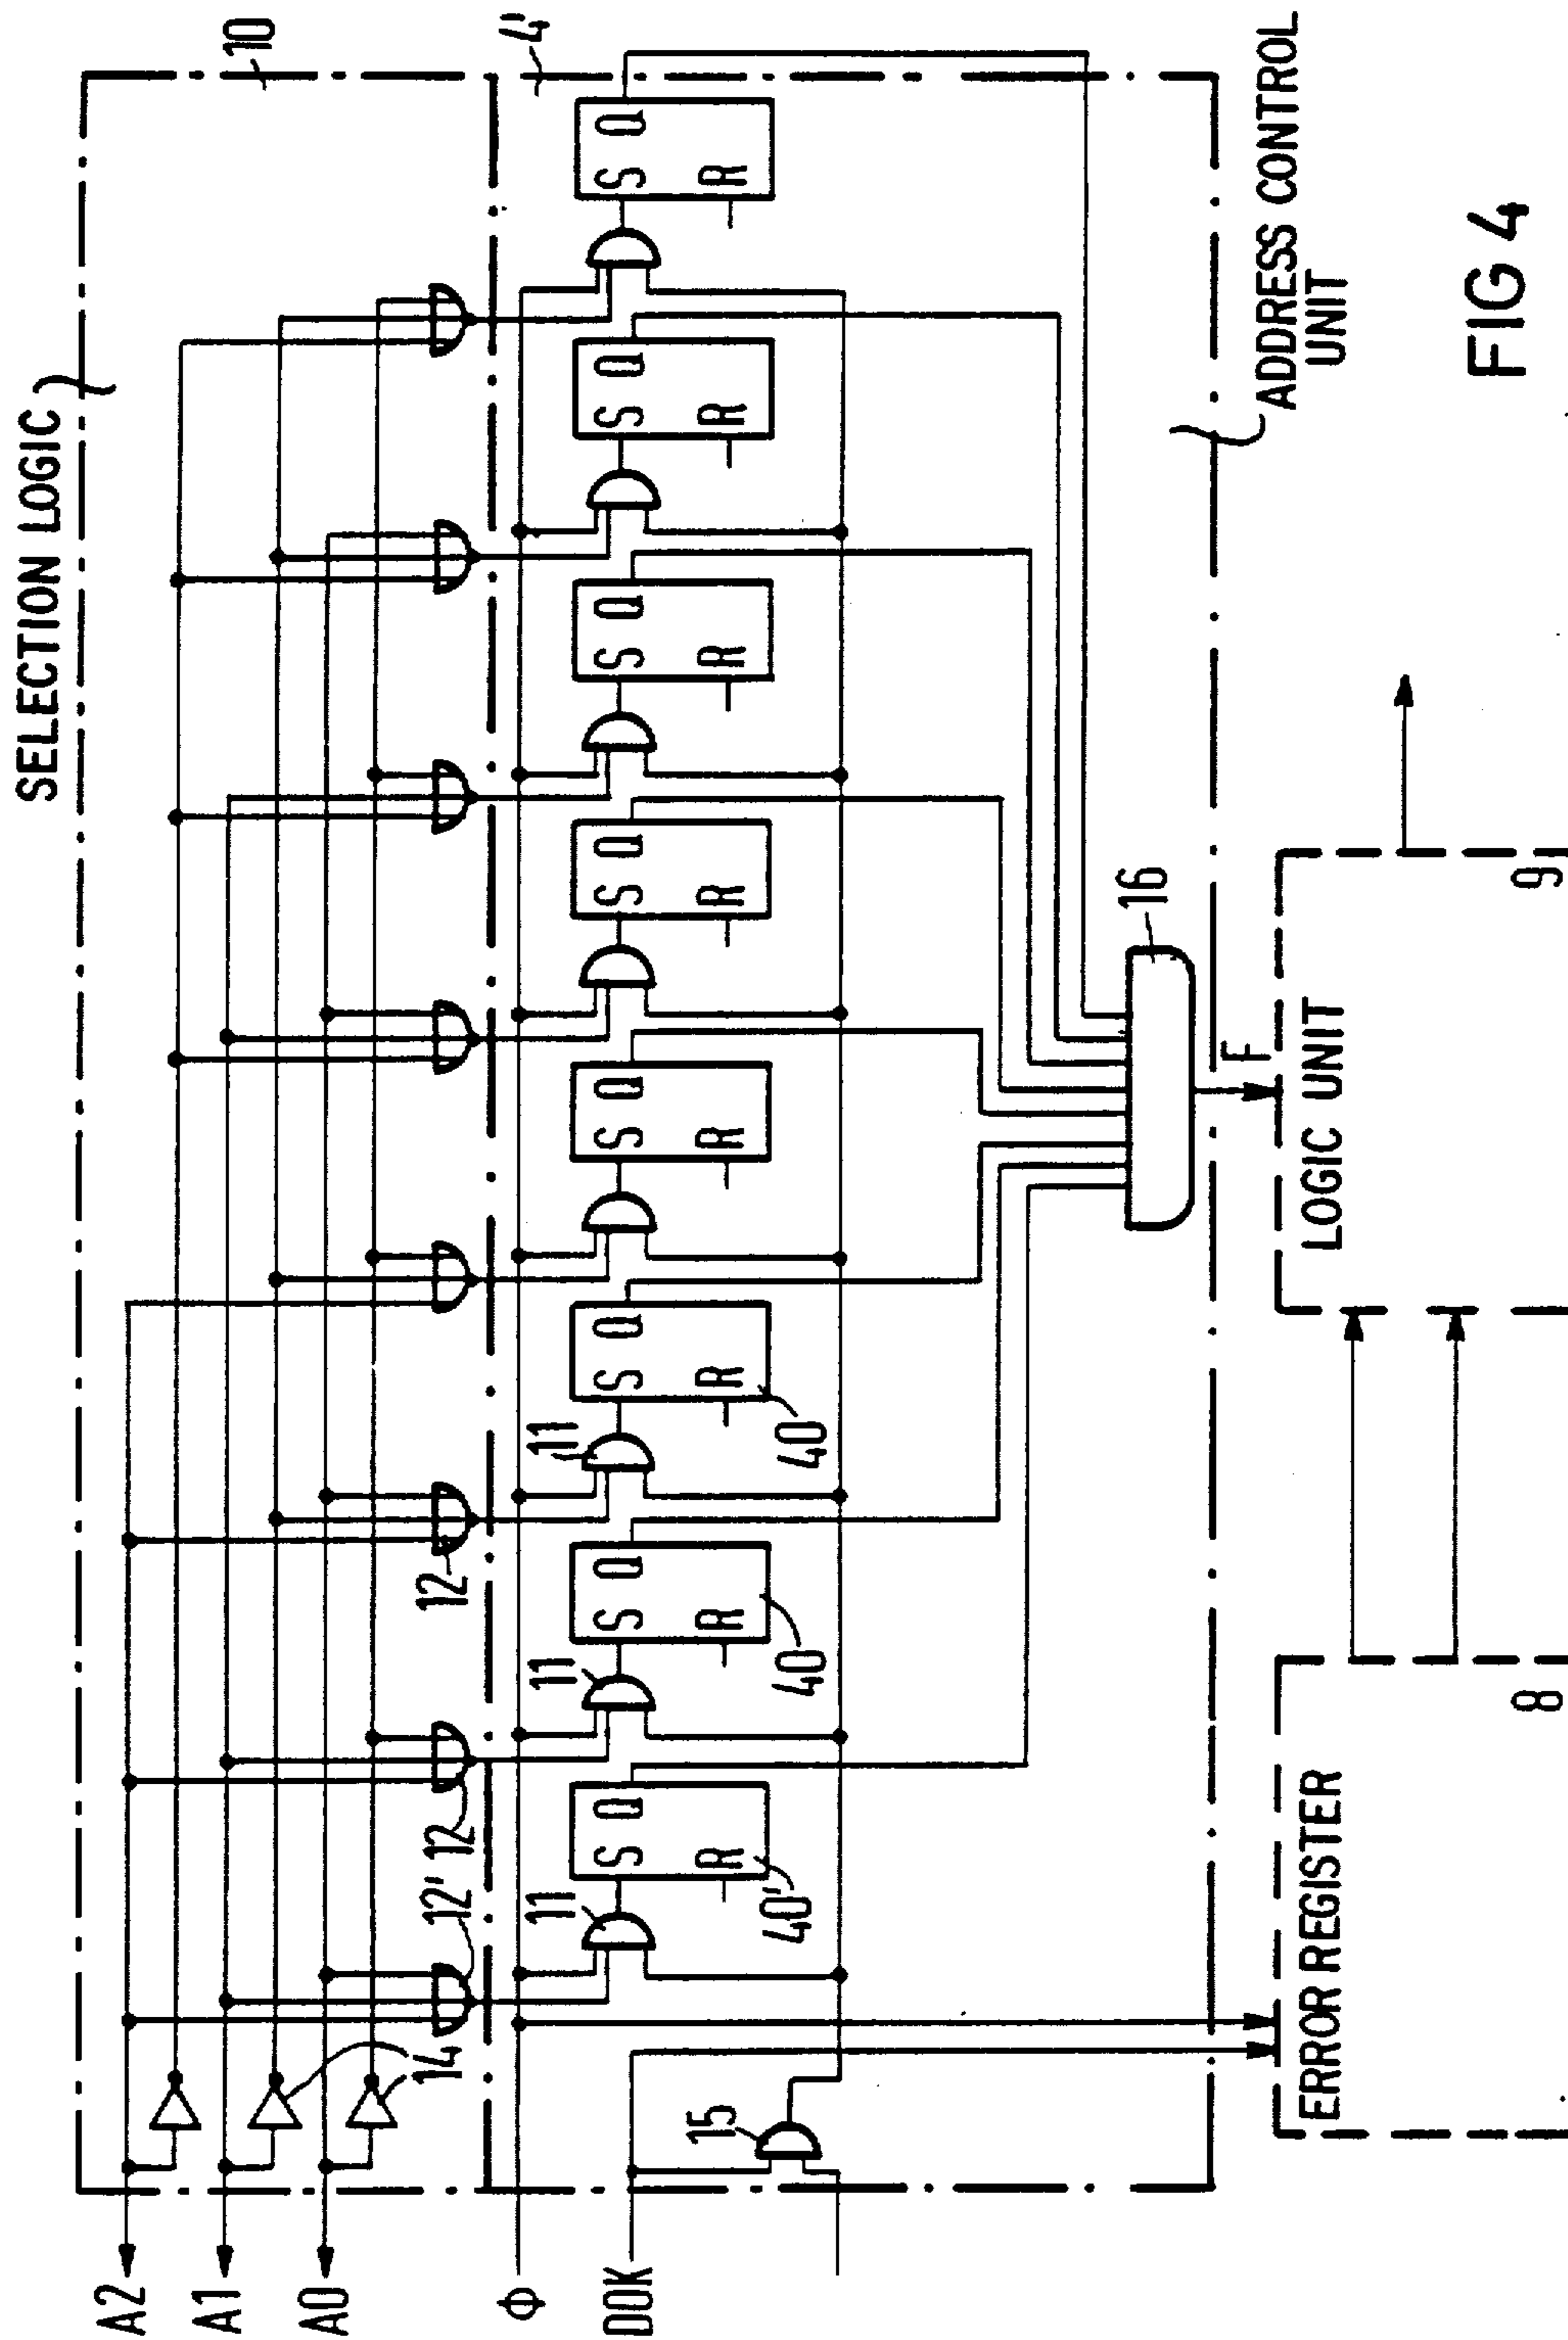 SELECTION LOGIC
10
A2
A1
A0
14
12'
12
12
4'
Φ
DOK
15
11
11
11
S Q
R
40'
S Q
R
40
S Q
R
40
S Q
R
S Q
R
S Q
R
S Q
R
S Q
R
16
F
ADDRESS CONTROL
UNIT
ERROR REGISTER
8
LOGIC UNIT
9
FIG 4